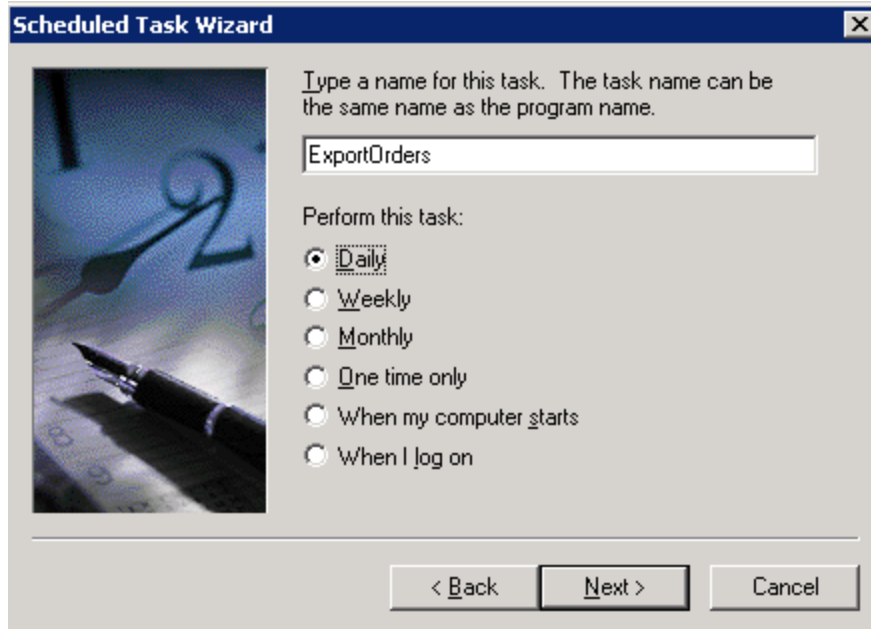 Scheduled Task Wizard
Type a name for this task. The task name can be
the same name as the program name.
ExportOrders
Perform this task:
Daily
Weekly
Monthly
One time only
When my computer starts
When I log on
< Back
Next >
Cancel